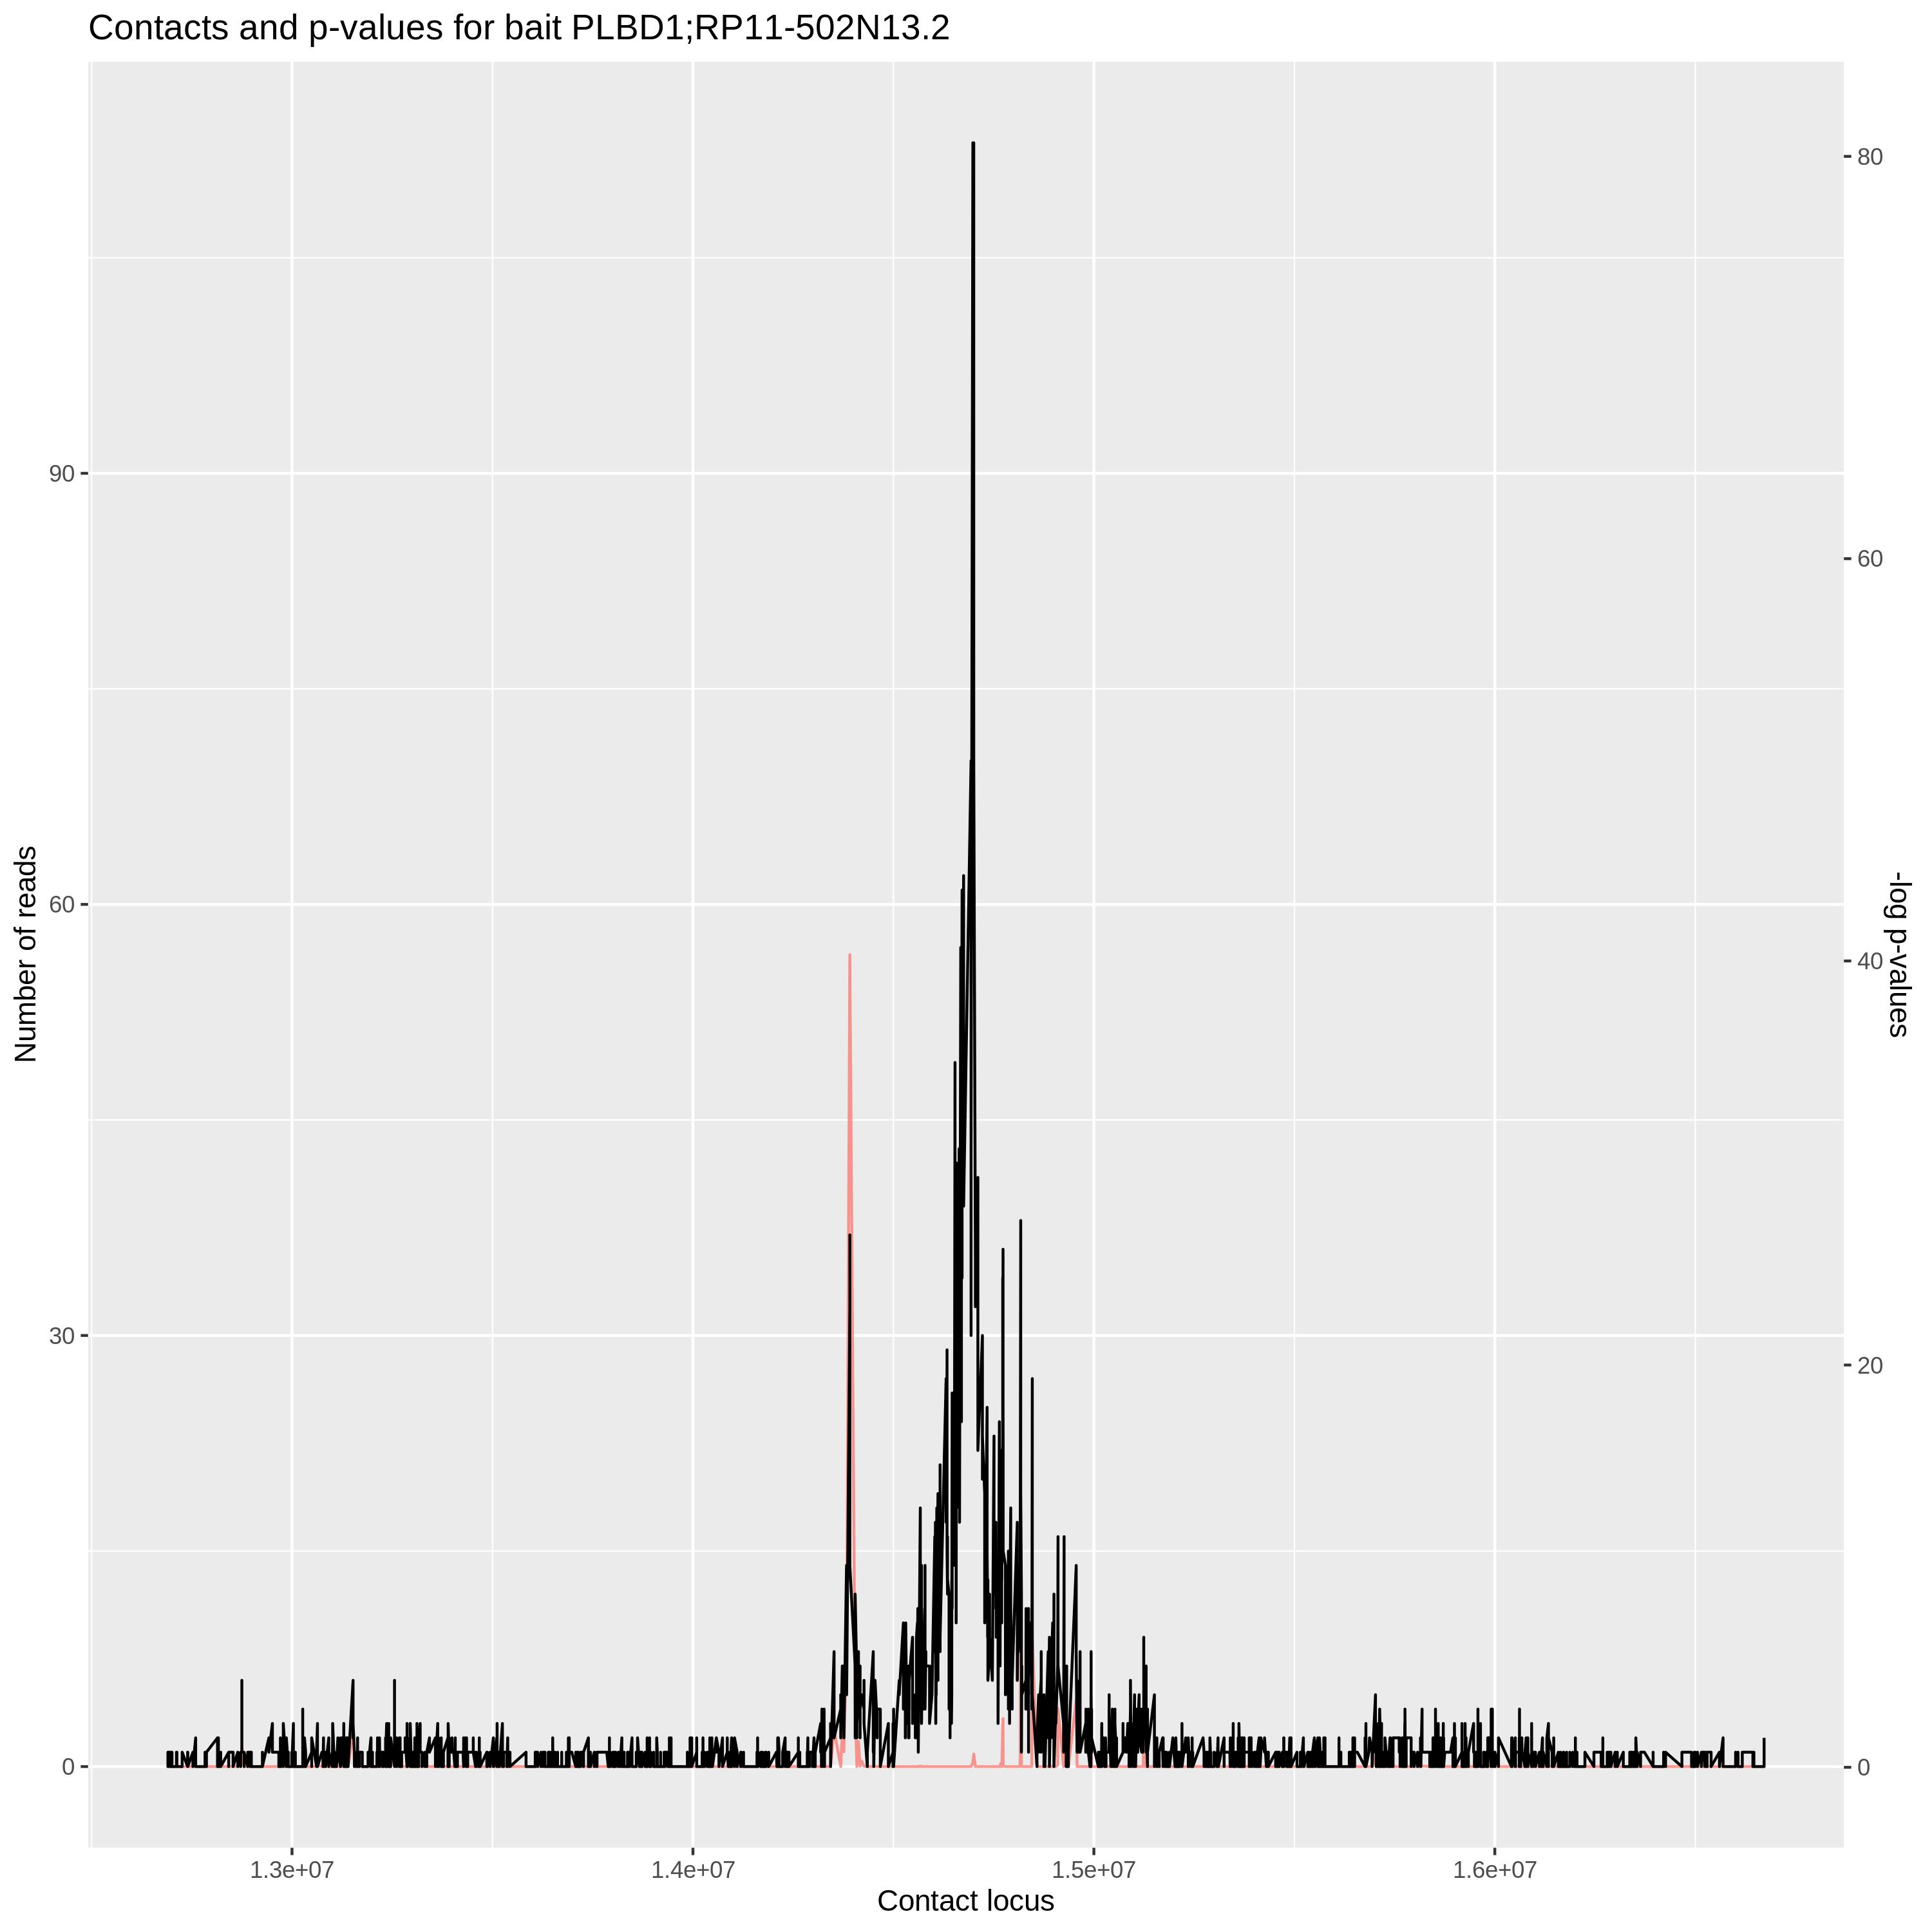 Contacts and p-values for bait PLBD1;RP11-502N13.2
Number of reads
90
60
30
0
80
60
40
20
0
-log p-values
1.3e+07
1.4e+07
1.5e+07
1.6e+07
Contact locus